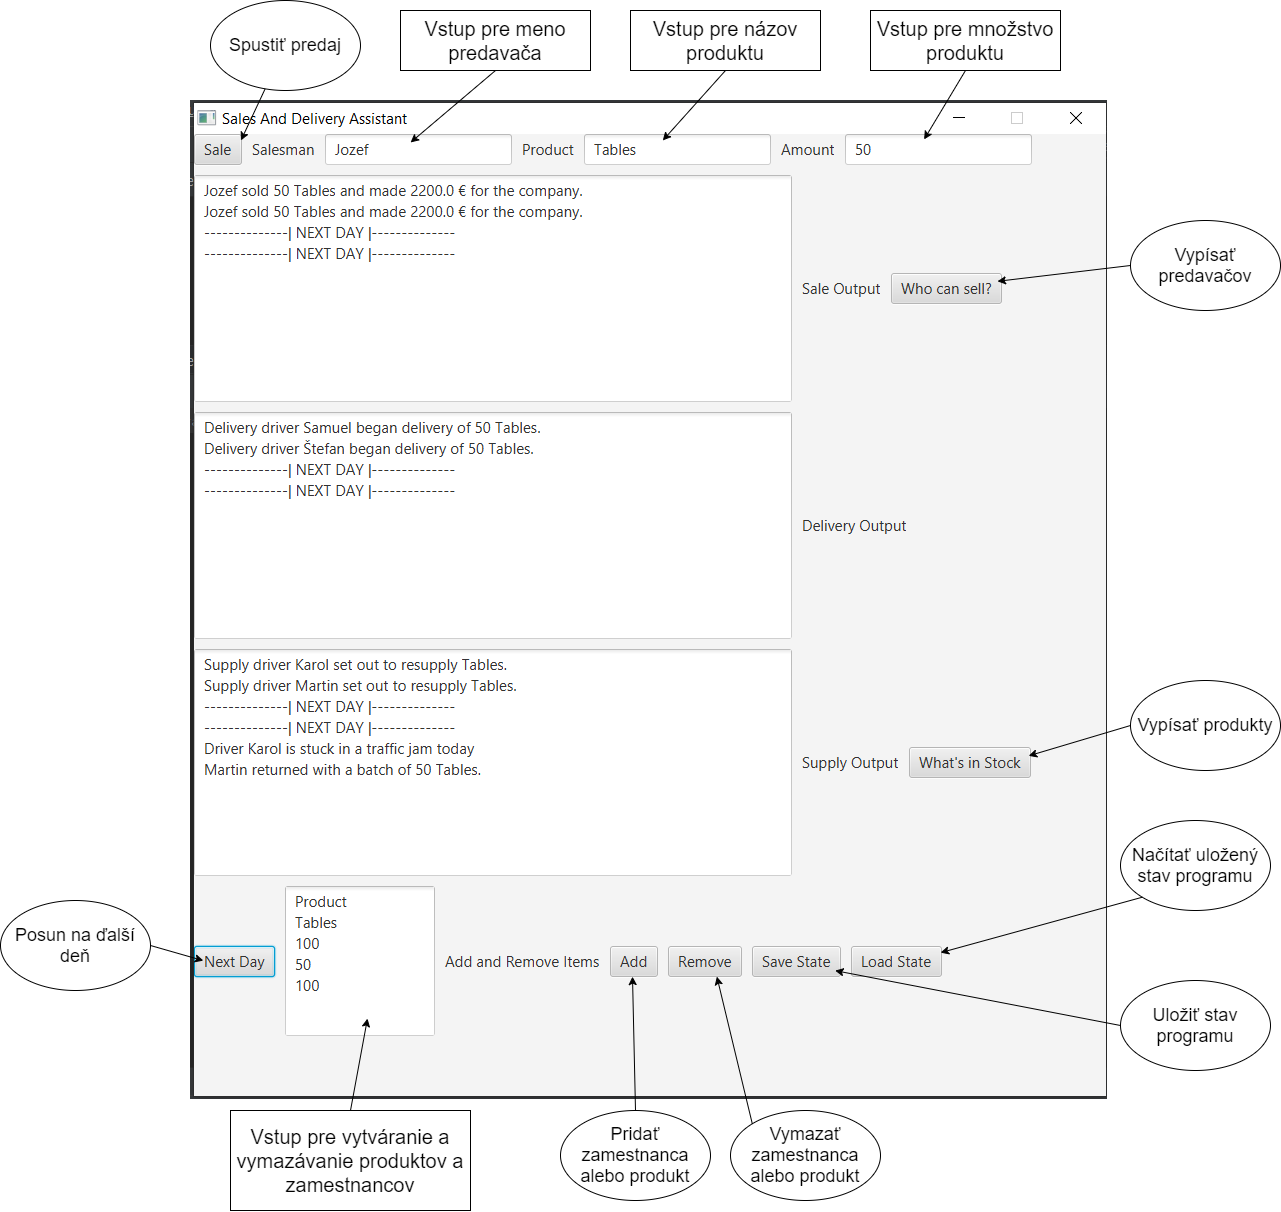 Spustiť predaj
Vstup pre meno
predavača
Vstup pre názov
produktu
Vstup pre množstvo
produktu
Sales And Delivery Assistant
Sale Salesman Jozef Product Tables Amount 50
Jozef sold 50 Tables and made 2200.0 € for the company.
Jozef sold 50 Tables and made 2200.0 € for the company.
--------------| NEXT DAY |--------------
--------------| NEXT DAY |--------------
Sale Output Who can sell?
Vypísať
predavačov
Delivery driver Samuel began delivery of 50 Tables.
Delivery driver Štefan began delivery of 50 Tables.
--------------| NEXT DAY |--------------
--------------| NEXT DAY |--------------
Delivery Output
Supply driver Karol set out to resupply Tables.
Supply driver Martin set out to resupply Tables.
--------------| NEXT DAY |--------------
--------------| NEXT DAY |--------------
Driver Karol is stuck in a traffic jam today
Martin returned with a batch of 50 Tables.
Supply Output What's in Stock
Vypísať produkty
Načítať uložený
stav programu
Posun na ďalší
deň
Next Day
Product
Tables
100
50
100
Add and Remove Items Add Remove Save State Load State
Uložiť stav
programu
Vstup pre vytváranie a
vymazávanie produktov a
zamestnancov
Pridať
zamestnanca
alebo produkt
Vymazať
zamestnanca
alebo produkt